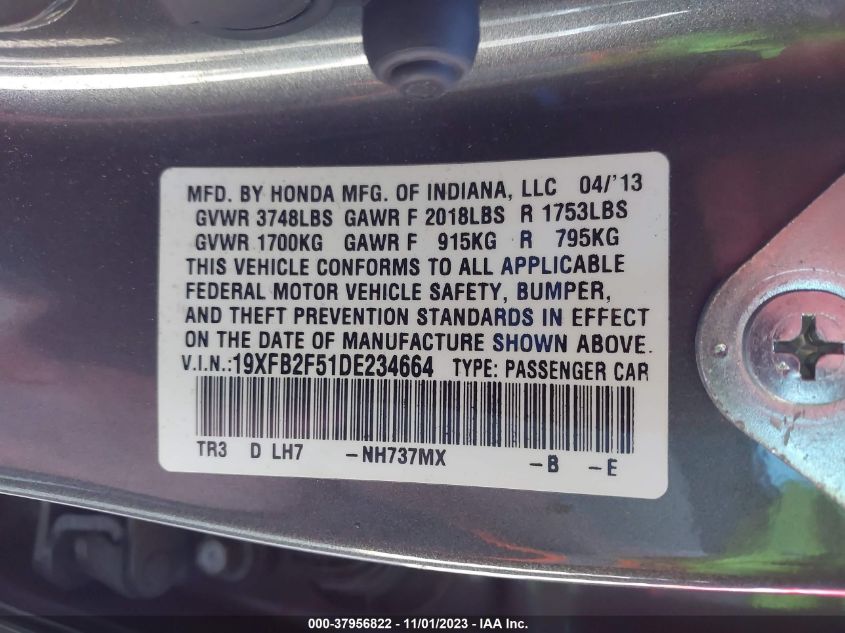 MFD. BY HONDA MFG. OF INDIANA, LLC 04/'13
GVWR 3748LBS GAWR F 2018LBS R 1753LBS
GVWR 1700KG GAWR F 915KG R 795KG
THIS VEHICLE CONFORMS TO ALL APPLICABLE
FEDERAL MOTOR VEHICLE SAFETY, BUMPER,
AND THEFT PREVENTION STANDARDS IN EFFECT
ON THE DATE OF MANUFACTURE SHOWN ABOVE.
V.I.N.:19XFB2F51DE234664 TYPE: PASSENGER CAR
TR3 D LH7 -NH737MX -B -E
000-37956822 - 11/01/2023 - IAA Inc.